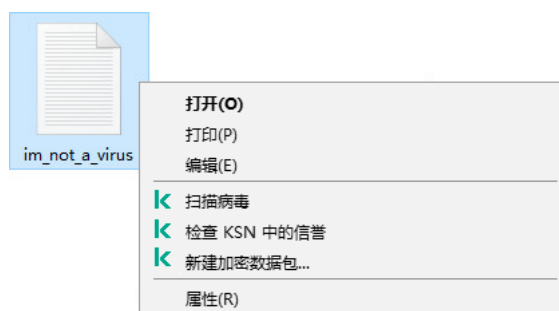 im_not_a_virus
打开(O)
打印(P)
编辑(E)
扫描病毒
检查 KSN 中的信誉
新建加密数据包...
属性(R)